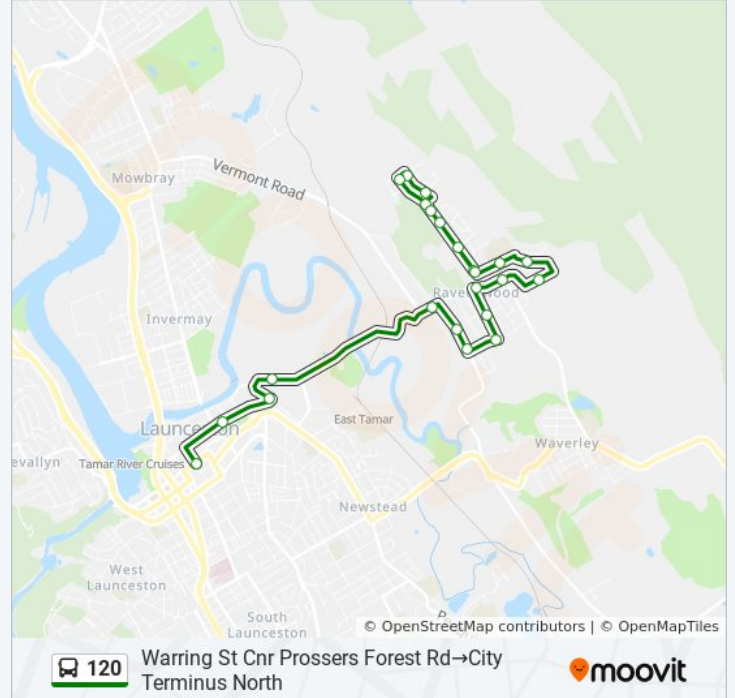 Vermont Road
Mowbray
Ravenswood
Invermay
Launceston
East Tamar
evallyn
Tamar River Cruises
Waverley
Newstead
West
Launceston
South
Launceston
© OpenStreetMap contributors | © OpenMapTiles
120
Warring St Cnr Prossers Forest Rd→City
Terminus North
moovit